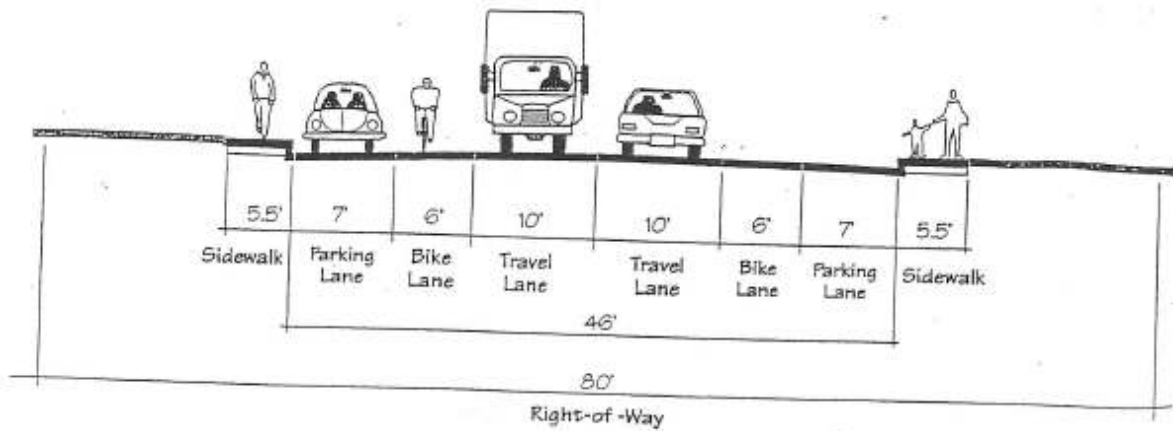 5.5' 7' 6' 10' 10' 6' 7' 5.5'
Sidewalk Parking Lane Bike Lane Travel Lane Travel Lane Bike Lane Parking Lane Sidewalk
46'
80'
Right-of-Way